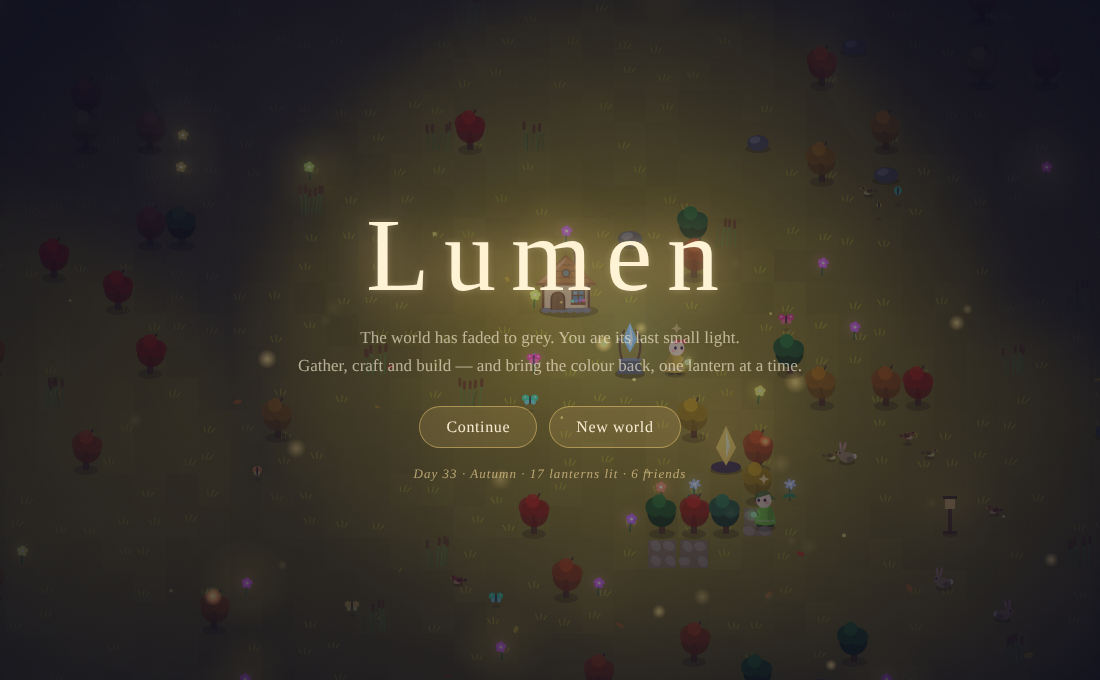 Lumen
The world has faded to grey. You are its last small light.
Gather, craft and build — and bring the colour back, one lantern at a time.
Continue
New world
Day 33 · Autumn · 17 lanterns lit · 6 friends